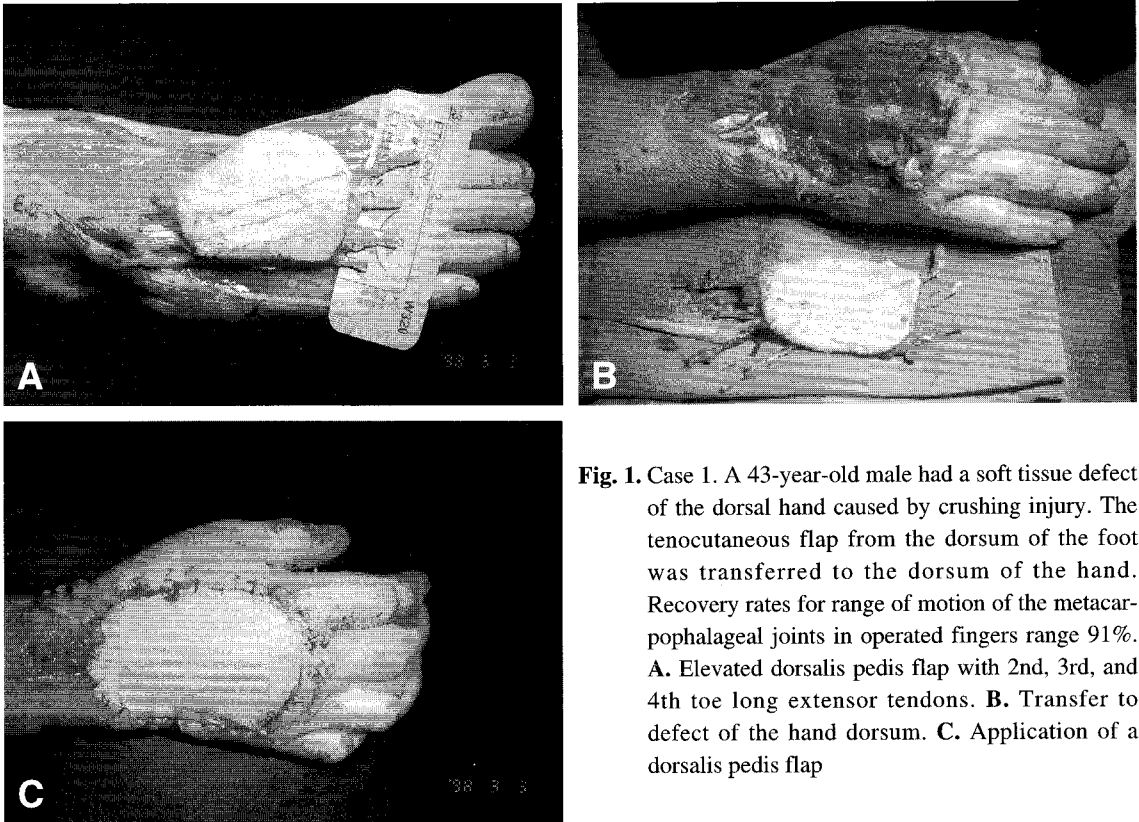 A
'98 3 3
B
C
'98 3 3
Fig. 1. Case 1. A 43-year-old male had a soft tissue defect
of the dorsal hand caused by crushing injury. The
tenocutaneous flap from the dorsum of the foot
was transferred to the dorsum of the hand.
Recovery rates for range of motion of the metacar-
pophalageal joints in operated fingers range 91%.
A. Elevated dorsalis pedis flap with 2nd, 3rd, and
4th toe long extensor tendons. B. Transfer to
defect of the hand dorsum. C. Application of a
dorsalis pedis flap